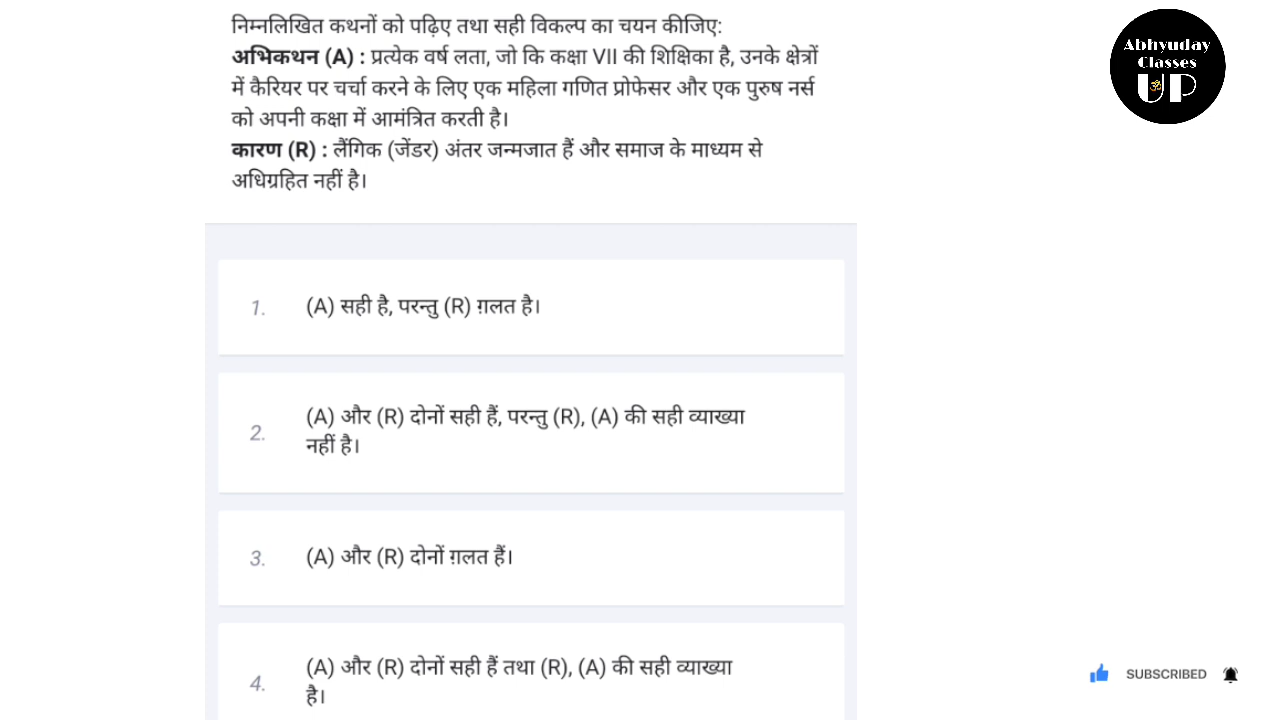 निम्नलिखित कथनों को पढ़िए तथा सही विकल्प का चयन कीजिए:
अभिकथन (A) : प्रत्येक वर्ष लता, जो कि कक्षा VII की शिक्षिका है, उनके क्षेत्रों
में कैरियर पर चर्चा करने के लिए एक महिला गणित प्रोफेसर और एक पुरुष नर्स
को अपनी कक्षा में आमंत्रित करती है।
कारण (R) : लैंगिक (जेंडर) अंतर जन्मजात हैं और समाज के माध्यम से
अधिग्रहित नहीं है।
1. (A) सही है, परन्तु (R) ग़लत है।
2. (A) और (R) दोनों सही हैं, परन्तु (R), (A) की सही व्याख्या
नहीं है।
3. (A) और (R) दोनों ग़लत हैं।
4. (A) और (R) दोनों सही हैं तथा (R), (A) की सही व्याख्या
है।
Abhyuday
Classes
ॐ
UP
SUBSCRIBED